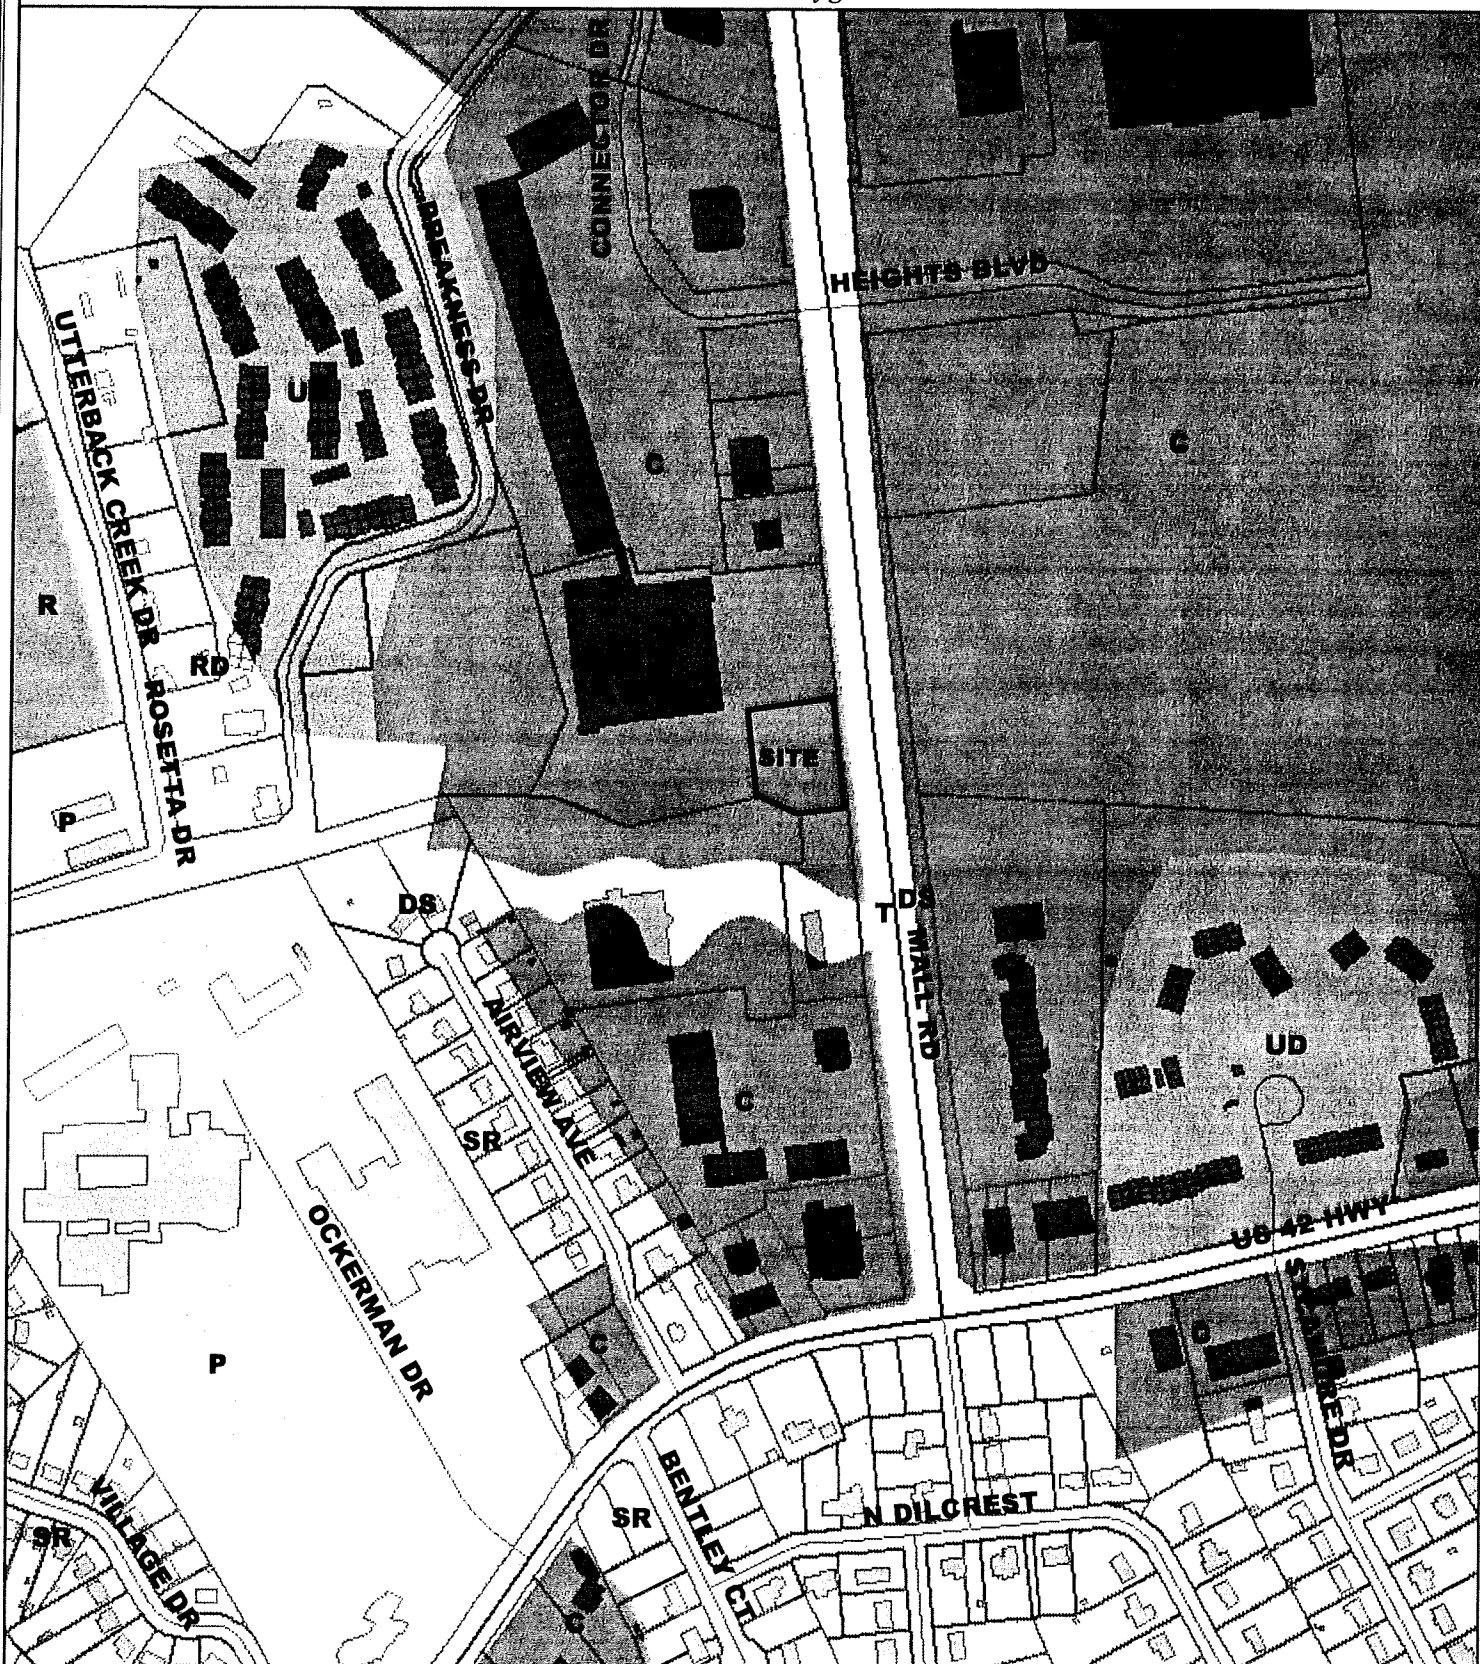 CONNECTOR DR
PREAKNESS DR
HEIGHTS BLVD
UTTERBACK CREEK DR
C
C
R
RD
ROSETTA DR
SITE
P
DS
T
DS
MALL RD
AIRVIEW AVE
UD
C
SR
OCKERMAN DR
US 42 HWY
C
P
BENTLEY CT
N DILCREST
SR
VILLAGE DR
SR
C